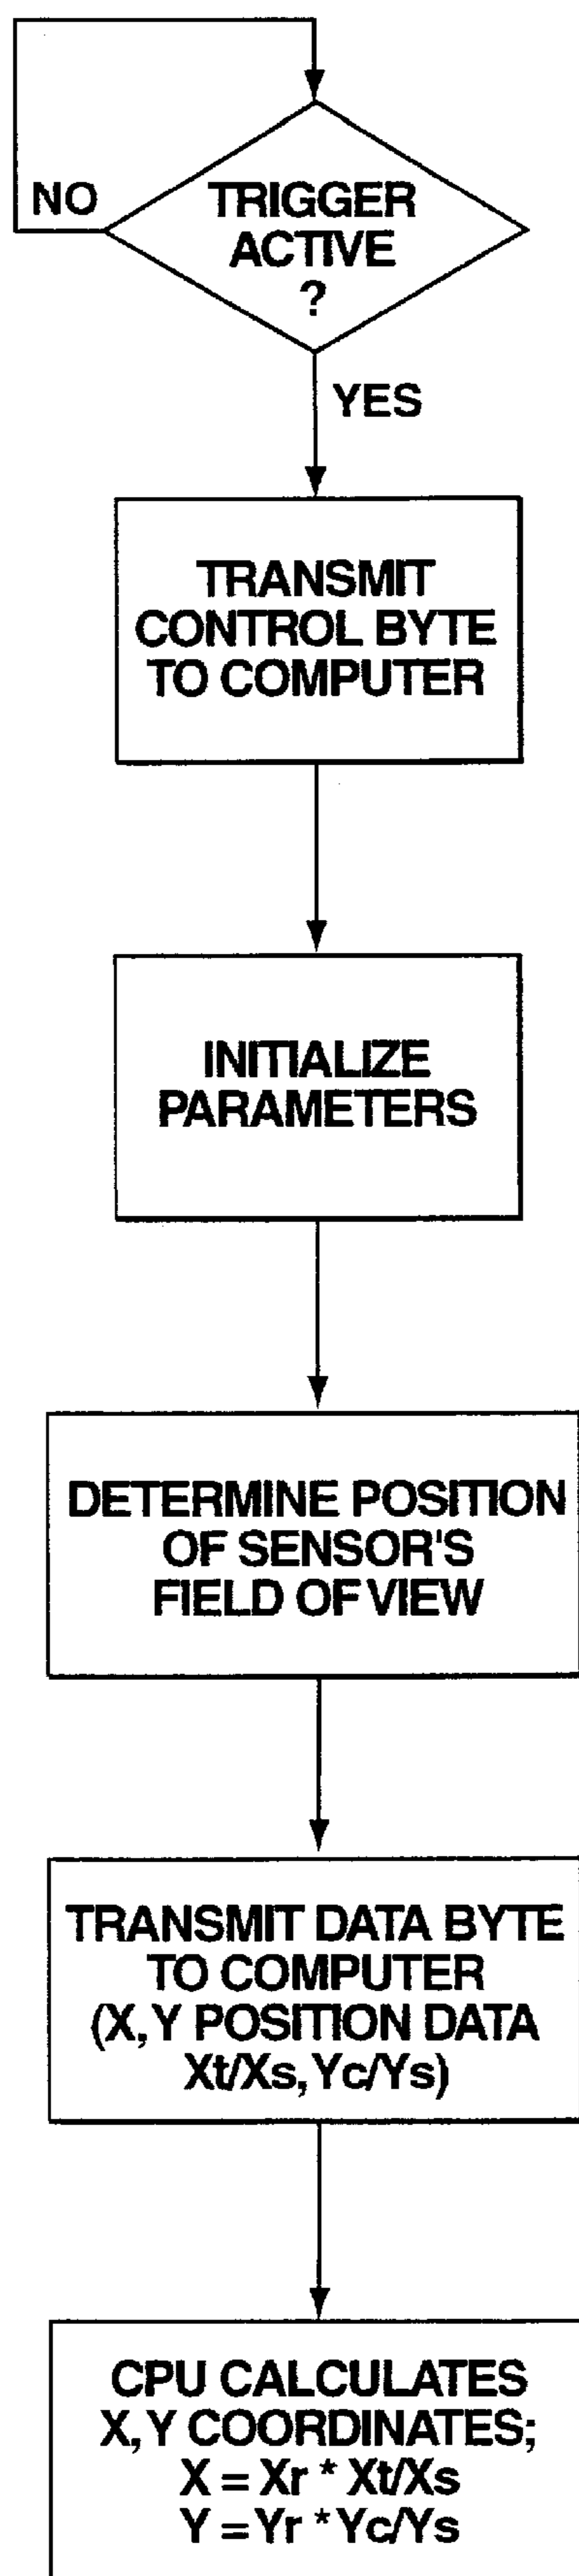 TRIGGER
ACTIVE
?
NO
YES
TRANSMIT
CONTROL BYTE
TO COMPUTER
INITIALIZE
PARAMETERS
DETERMINE POSITION
OF SENSOR'S
FIELD OF VIEW
TRANSMIT DATA BYTE
TO COMPUTER
(X, Y POSITION DATA
Xt/Xs, Yc/Ys)
CPU CALCULATES
X, Y COORDINATES;
X = Xr * Xt/Xs
Y = Yr * Yc/Ys